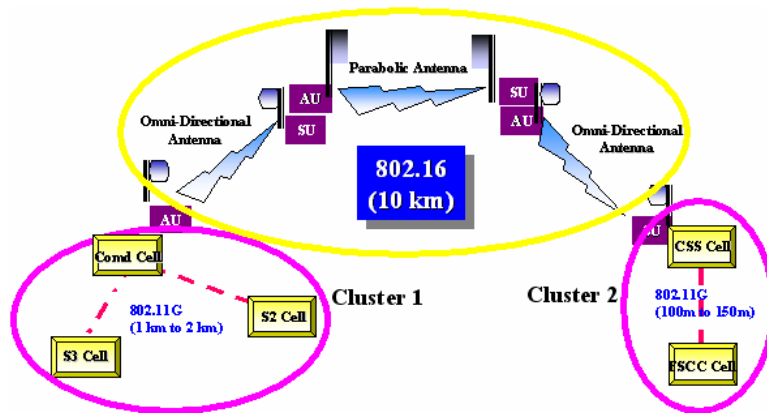 Parabolic Antenna
AU
SU
SU
AU
Omni-Directional
Antenna
Omni-Directional
Antenna
802.16
(10 km)
AU
SU
Comd Cell
CSS Cell
802.11G
(1 km to 2 km)
S2 Cell
S3 Cell
Cluster 1
Cluster 2
802.11G
(100m to 150m)
FSCC Cell